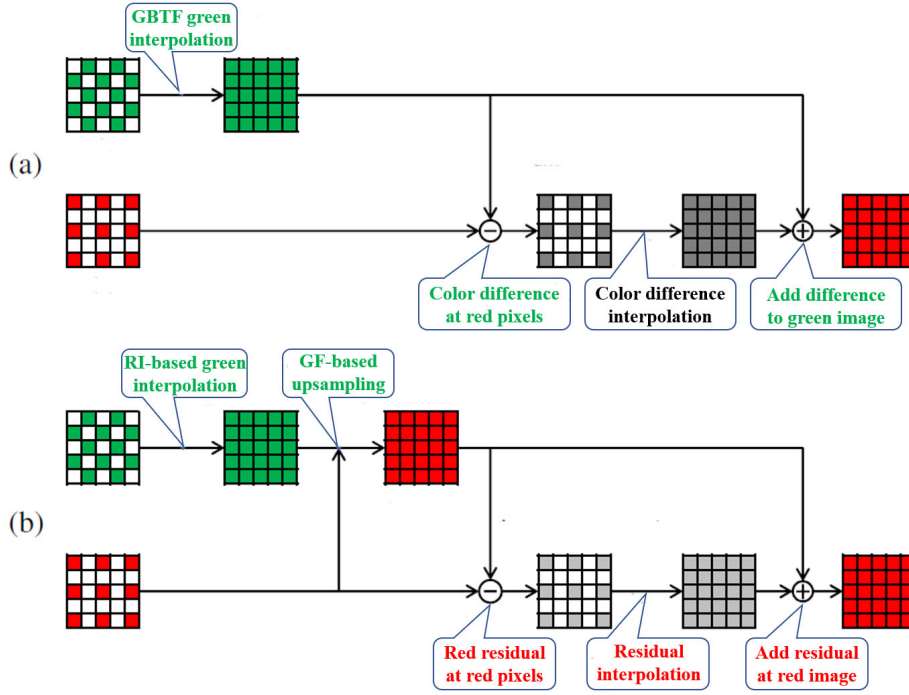 GBTF green
interpolation
(a)
Color difference
at red pixels
Color difference
interpolation
Add difference
to green image
RI-based green
interpolation
GF-based
upsampling
(b)
Red residual
at red pixels
Residual
interpolation
Add residual
at red image